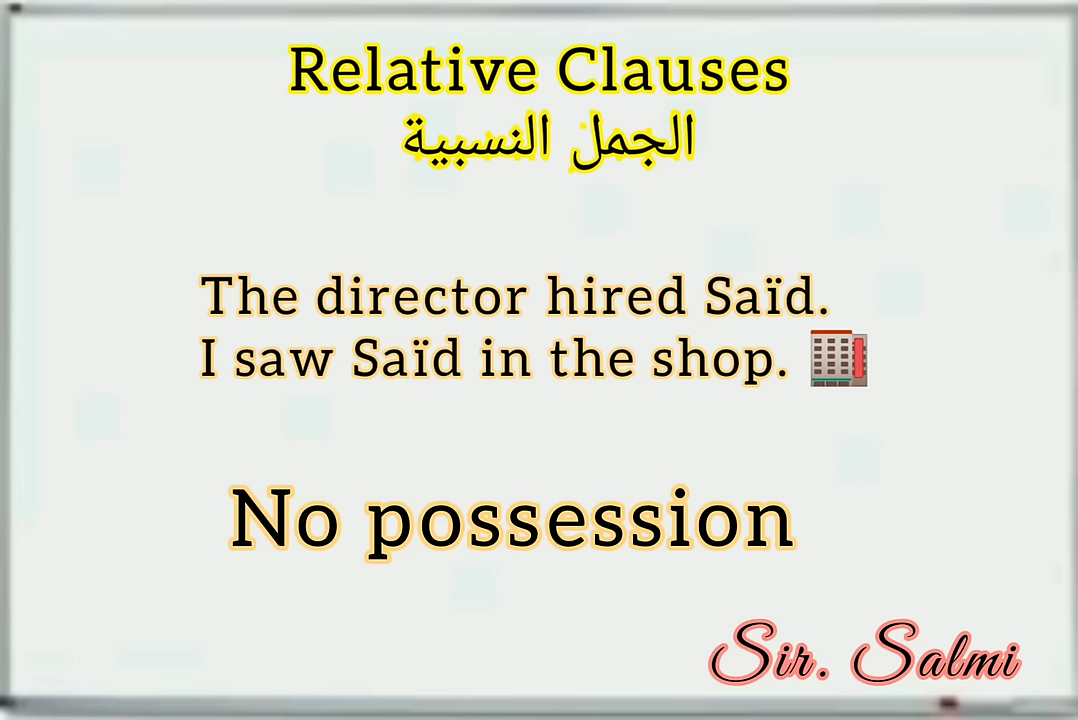 Relative Clauses
الجمل النسبية
The director hired Saïd.
I saw Saïd in the shop.
No possession
Sir. Salmi